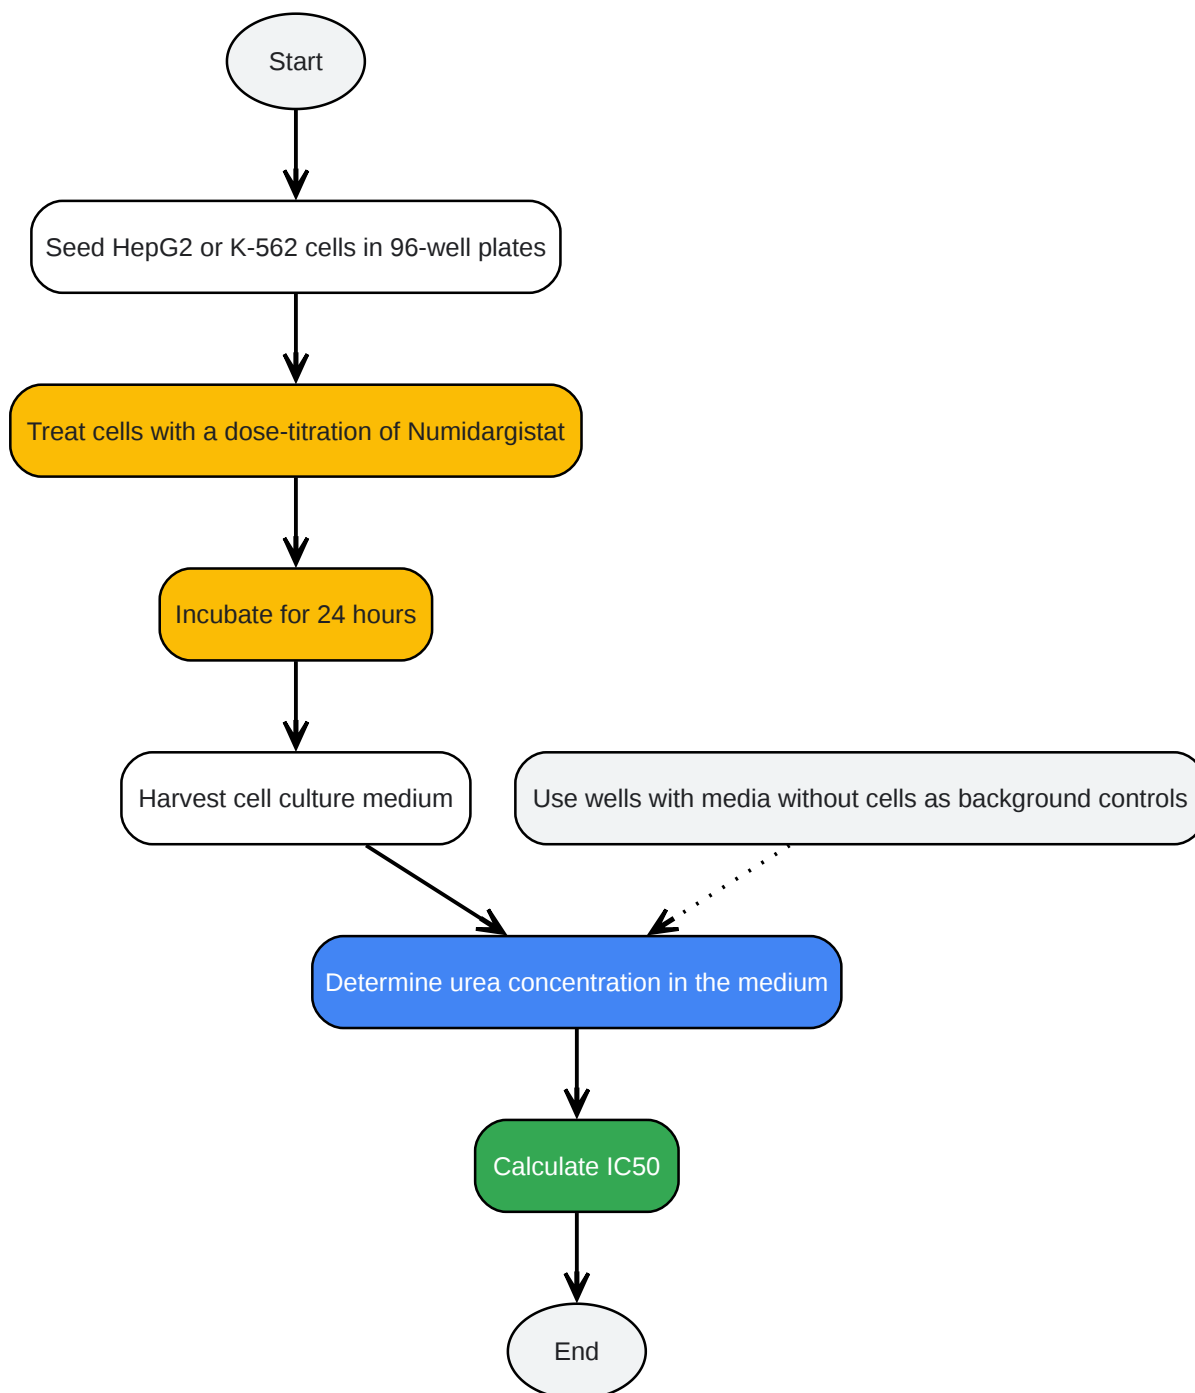 Start
Seed HepG2 or K-562 cells in 96-well plates
Treat cells with a dose-titration of Numidargistat
Incubate for 24 hours
Harvest cell culture medium
Use wells with media without cells as background controls
Determine urea concentration in the medium
Calculate IC50
End